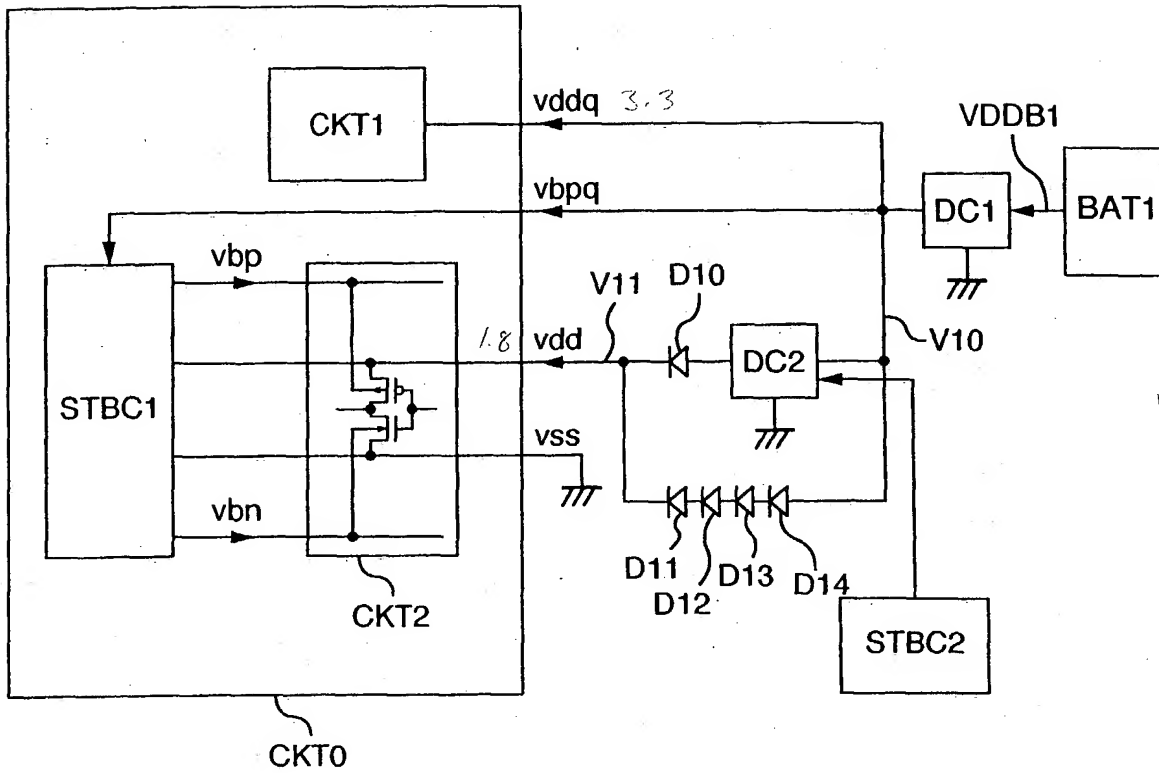 vddq 3.3
CKT1
VDDB1
vbpq
DC1
BAT1
vbp
V11
D10
1.8 vdd
DC2
V10
STBC1
vss
vbn
D11
D12
D13
D14
CKT2
STBC2
CKT0